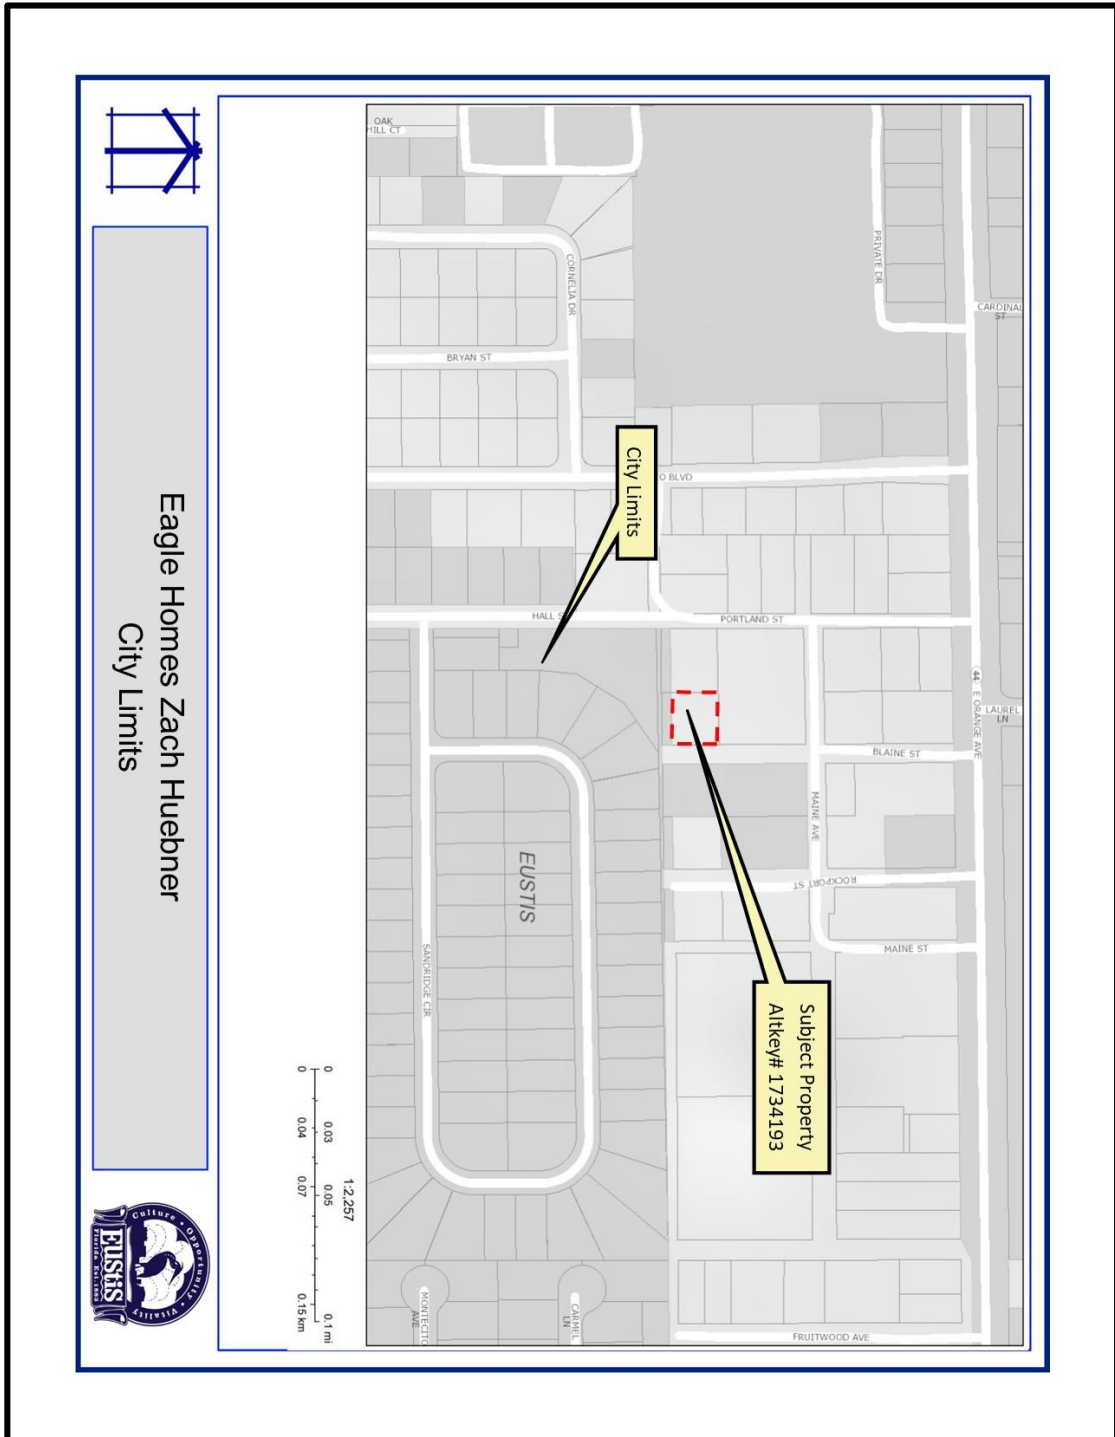 OAK
HILL CT
CORNELIA DR
BRYAN ST
PRIVATE DR
CARDINAL
ST
O BLVD
City Limits
HALL S
PORTLAND ST
44
E ORANGE AVE
LAUREL
LN
BLAINE ST
MAINE AVE
ROCKPORT ST
MAINE ST
EUSTIS
SANDRIDGE CIR
Subject Property
Altkey# 1734193
MONTECITO
AVE
CARMEL
LN
FRUITWOOD AVE
1:2,257
0 0.03 0.05 0.1 mi
0 0.04 0.07 0.15 km
Eagle Homes Zach Huebner
City Limits
Culture • Opportunity • Vitality
EUSTIS
Florida Est. 1883